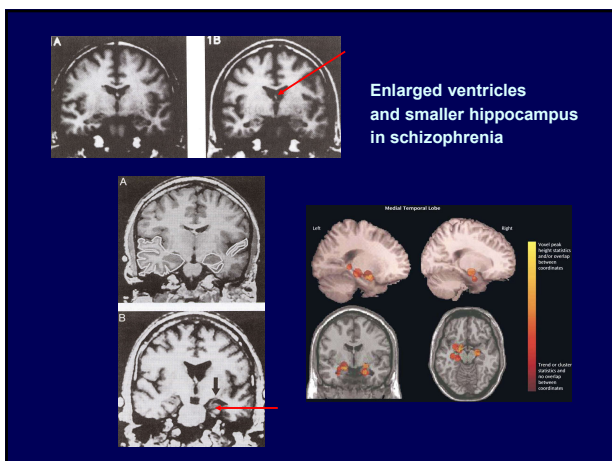 A
1B
Enlarged ventricles
and smaller hippocampus
in schizophrenia
A
B
Medial Temporal Lobe
Left
Right
Voxel peak
height statistics
and/or overlap
between
coordinates
Trend or cluster
statistics and
no overlap
between
coordinates